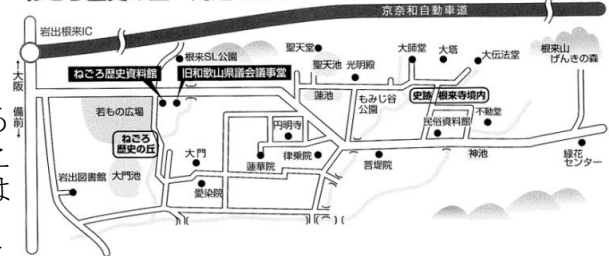 京奈和自動車道
岩出根来IC
根来SL公園
聖天堂
聖天池
光明殿
大師堂
大塔
大伝法堂
根来山
げんきの森
ねごろ歴史資料館
旧和歌山県議会議事堂
蓮池
もみじ谷
公園
史跡 根来寺境内
←大阪 備前→
若もの広場
円明寺
民俗資料館
不動堂
ねごろ
歴史の丘
大門
蓮華院
律乗院
菩堤院
神池
緑花
センター
岩出図書館
大門池
愛染院
る
こ
は